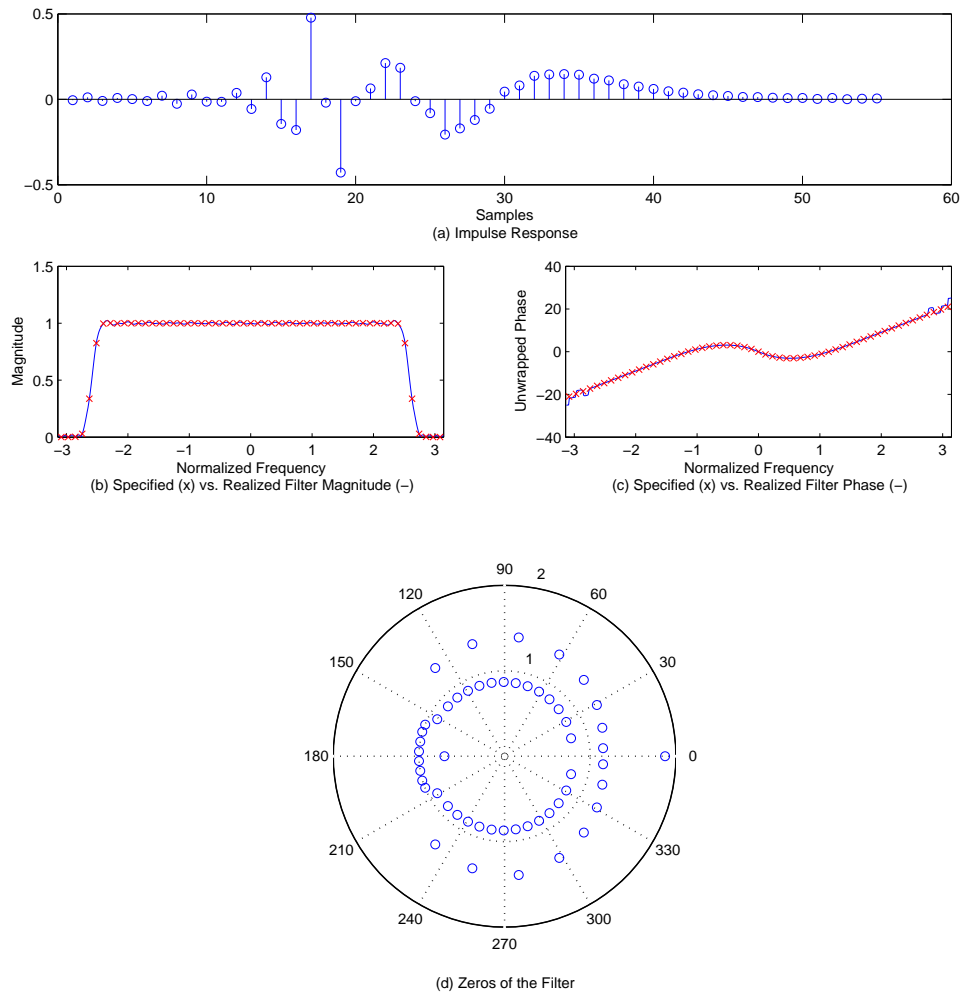 0.5
0
−0.5
0 10 20 30 40 50 60
Samples
(a) Impulse Response
1.5
1
0.5
0
Magnitude
−3 −2 −1 0 1 2 3
Normalized Frequency
(b) Specified (x) vs. Realized Filter Magnitude (−)
40
20
0
−20
−40
Unwrapped Phase
−3 −2 −1 0 1 2 3
Normalized Frequency
(c) Specified (x) vs. Realized Filter Phase (−)
90
2
120
60
1
150
30
180
0
210
330
240
300
270
(d) Zeros of the Filter